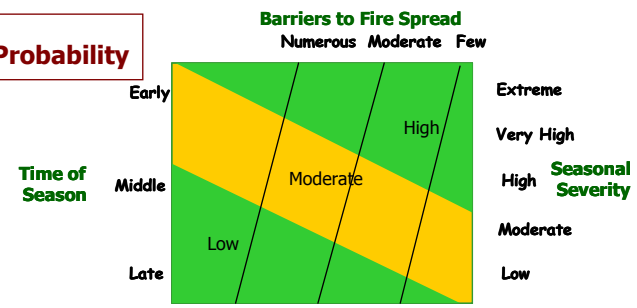 Barriers to Fire Spread
Numerous Moderate Few
Probability
Early
Extreme
High
Very High
Time of
Season
Middle
Moderate
High
Seasonal
Severity
Moderate
Low
Late
Low